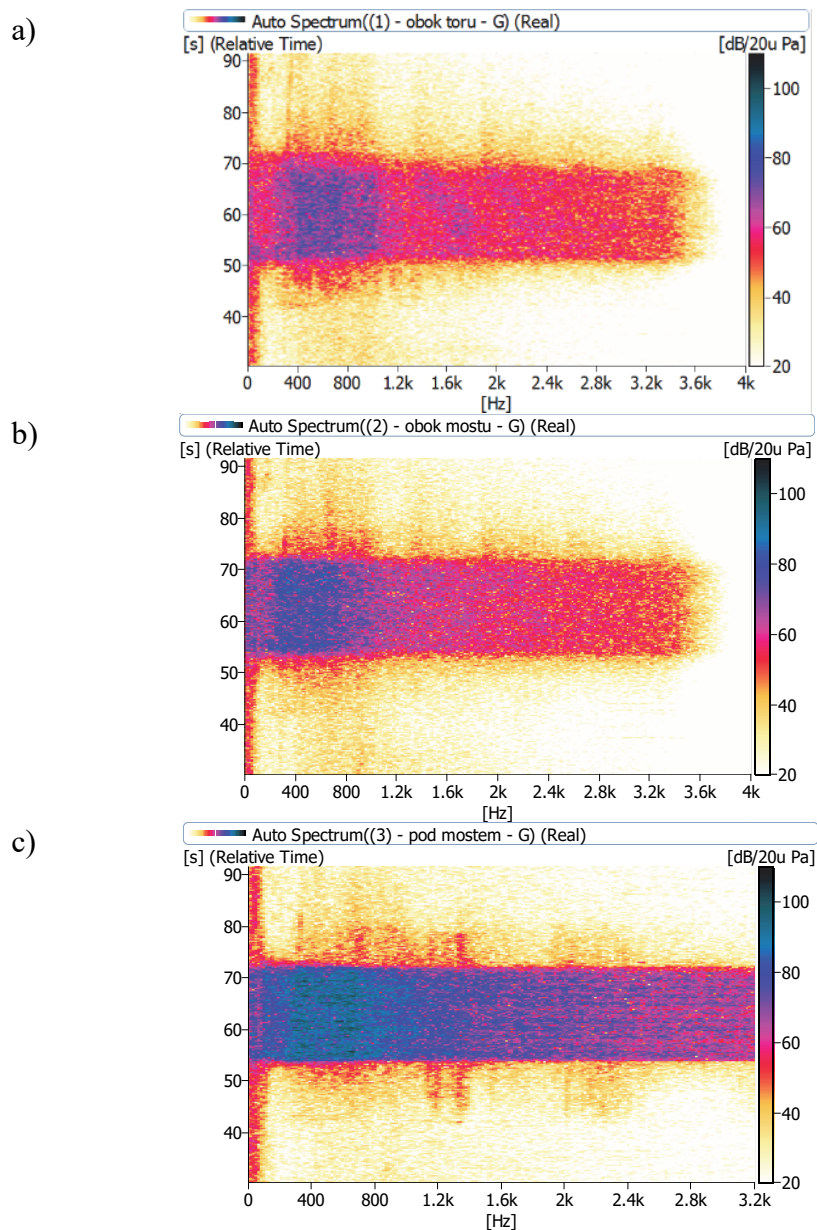 a)
Auto Spectrum((1) - obok toru - G) (Real)
[s] (Relative Time) [dB/20u Pa]
90
80
70
60
50
40
100
80
60
40
20
0 400 800 1.2k 1.6k 2k 2.4k 2.8k 3.2k 3.6k 4k
[Hz]
b)
Auto Spectrum((2) - obok mostu - G) (Real)
[s] (Relative Time) [dB/20u Pa]
90
80
70
60
50
40
100
80
60
40
20
0 400 800 1.2k 1.6k 2k 2.4k 2.8k 3.2k 3.6k 4k
[Hz]
c)
Auto Spectrum((3) - pod mostem - G) (Real)
[s] (Relative Time) [dB/20u Pa]
90
80
70
60
50
40
100
80
60
40
20
0 400 800 1.2k 1.6k 2k 2.4k 2.8k 3.2k
[Hz]